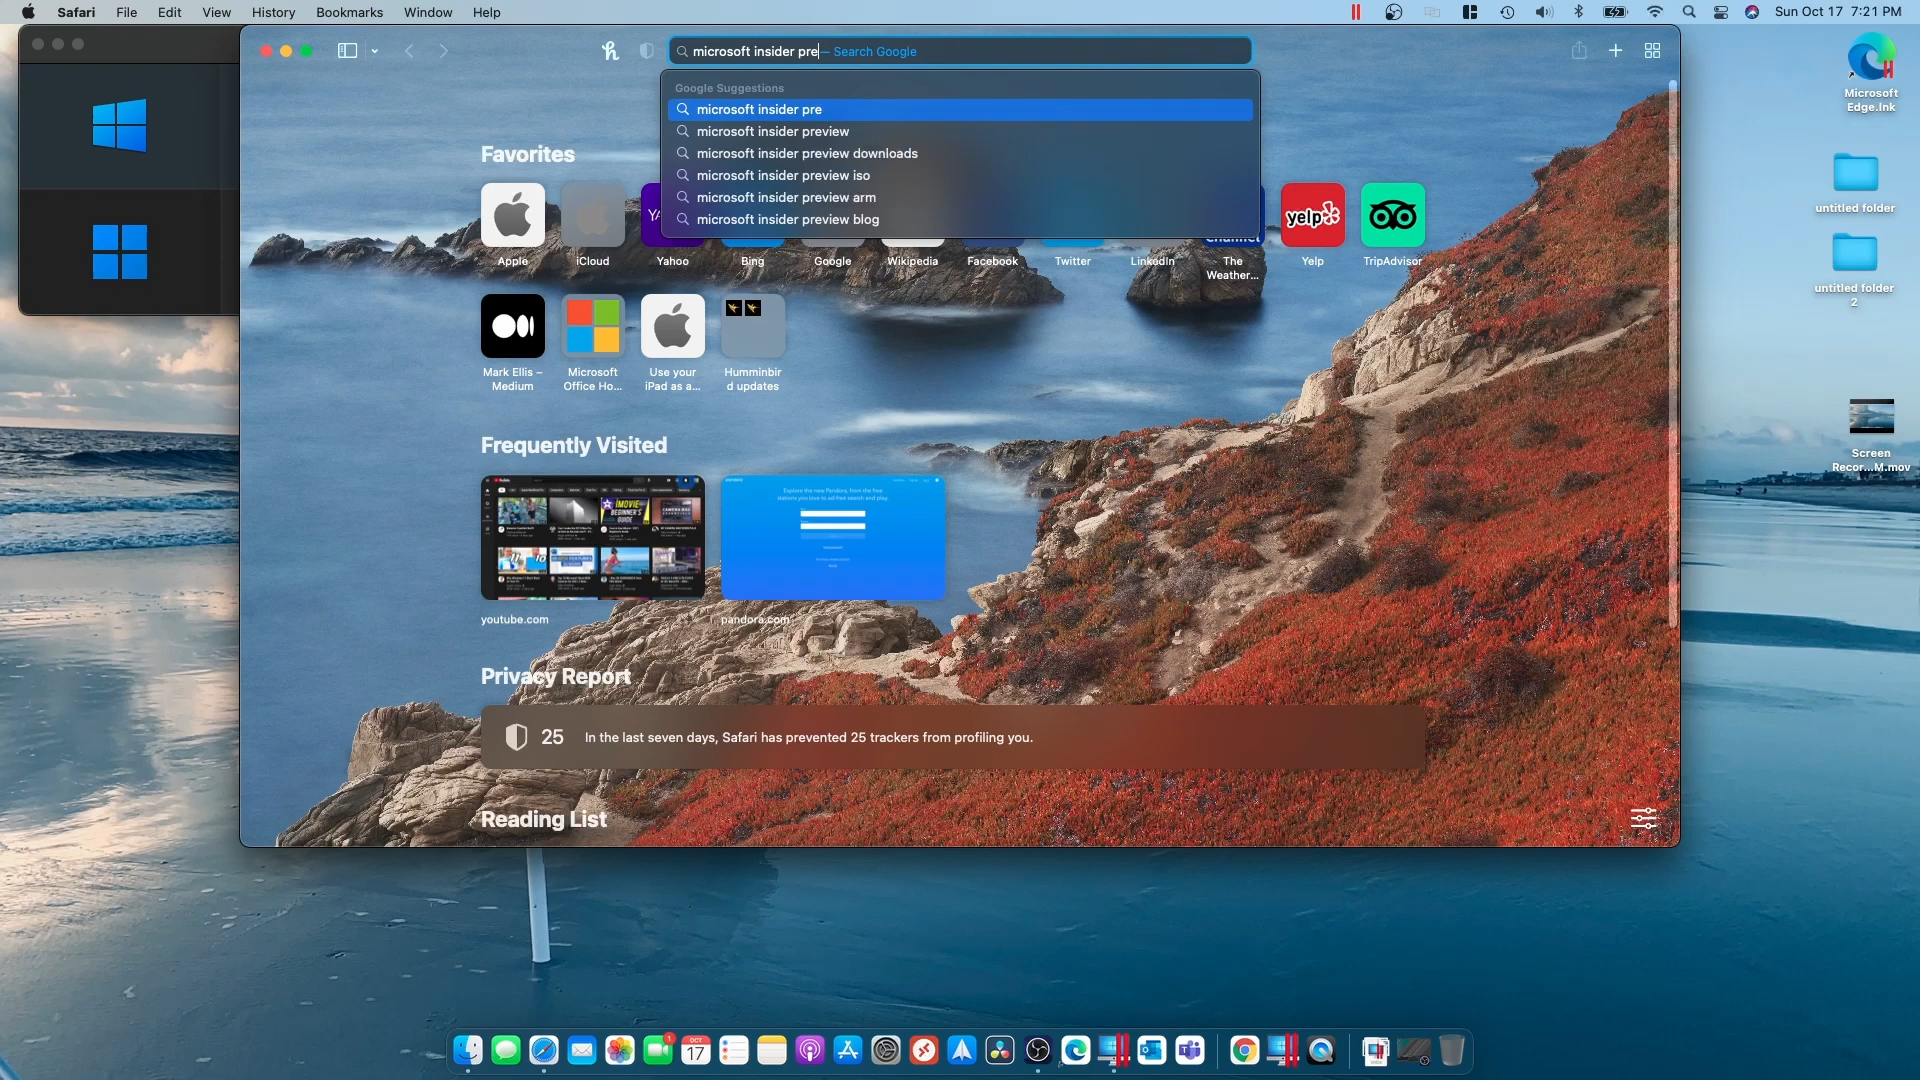 Safari File Edit View History Bookmarks Window Help
Sun Oct 17 7:21 PM
microsoft insider pre — Search Google
Google Suggestions
microsoft insider pre
microsoft insider preview
microsoft insider preview downloads
microsoft insider preview iso
microsoft insider preview arm
microsoft insider preview blog
Favorites
yelp
Apple
iCloud
Yahoo
Bing
Google
Wikipedia
Facebook
Twitter
LinkedIn
The
Weather...
Yelp
TripAdvisor
Mark Ellis –
Medium
Microsoft
Office Ho...
Use your
iPad as a...
Humminbir
d updates
Frequently Visited
youtube.com
pandora.com
Privacy Report
25 In the last seven days, Safari has prevented 25 trackers from profiling you.
Reading List
Microsoft
Edge.lnk
untitled folder
untitled folder
2
Screen
Recor...M.mov
OCT
17
1